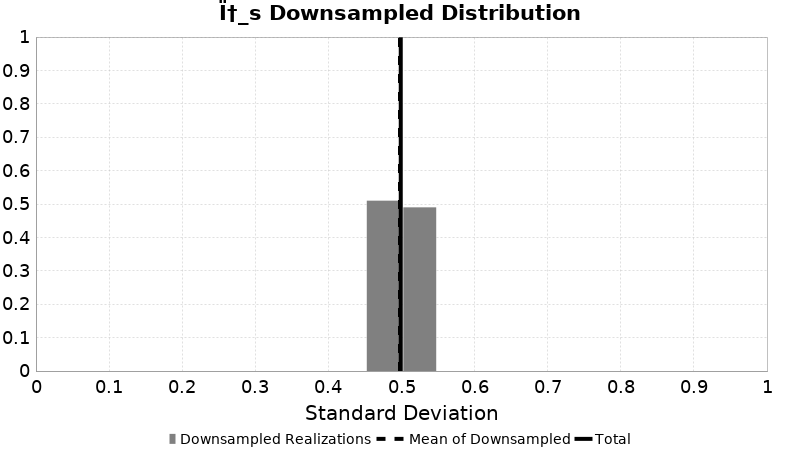 Ï†_s Downsampled Distribution
1
0.9
0.8
0.7
0.6
0.5
0.4
0.3
0.2
0.1
0
0 0.1 0.2 0.3 0.4 0.5 0.6 0.7 0.8 0.9 1
Standard Deviation
Downsampled Realizations Mean of Downsampled Total